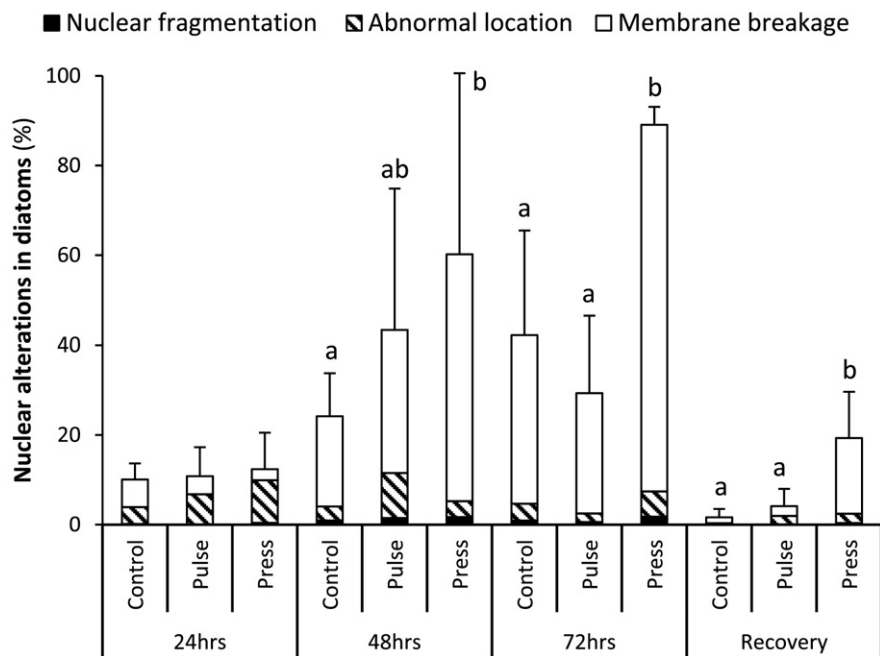 Nuclear fragmentation Abnormal location Membrane breakage
Nuclear alterations in diatoms (%)
100
80
60
40
20
0
a
ab
b
a
a
b
a
a
b
Control
Pulse
Press
Control
Pulse
Press
Control
Pulse
Press
Control
Pulse
Press
24hrs 48hrs 72hrs Recovery